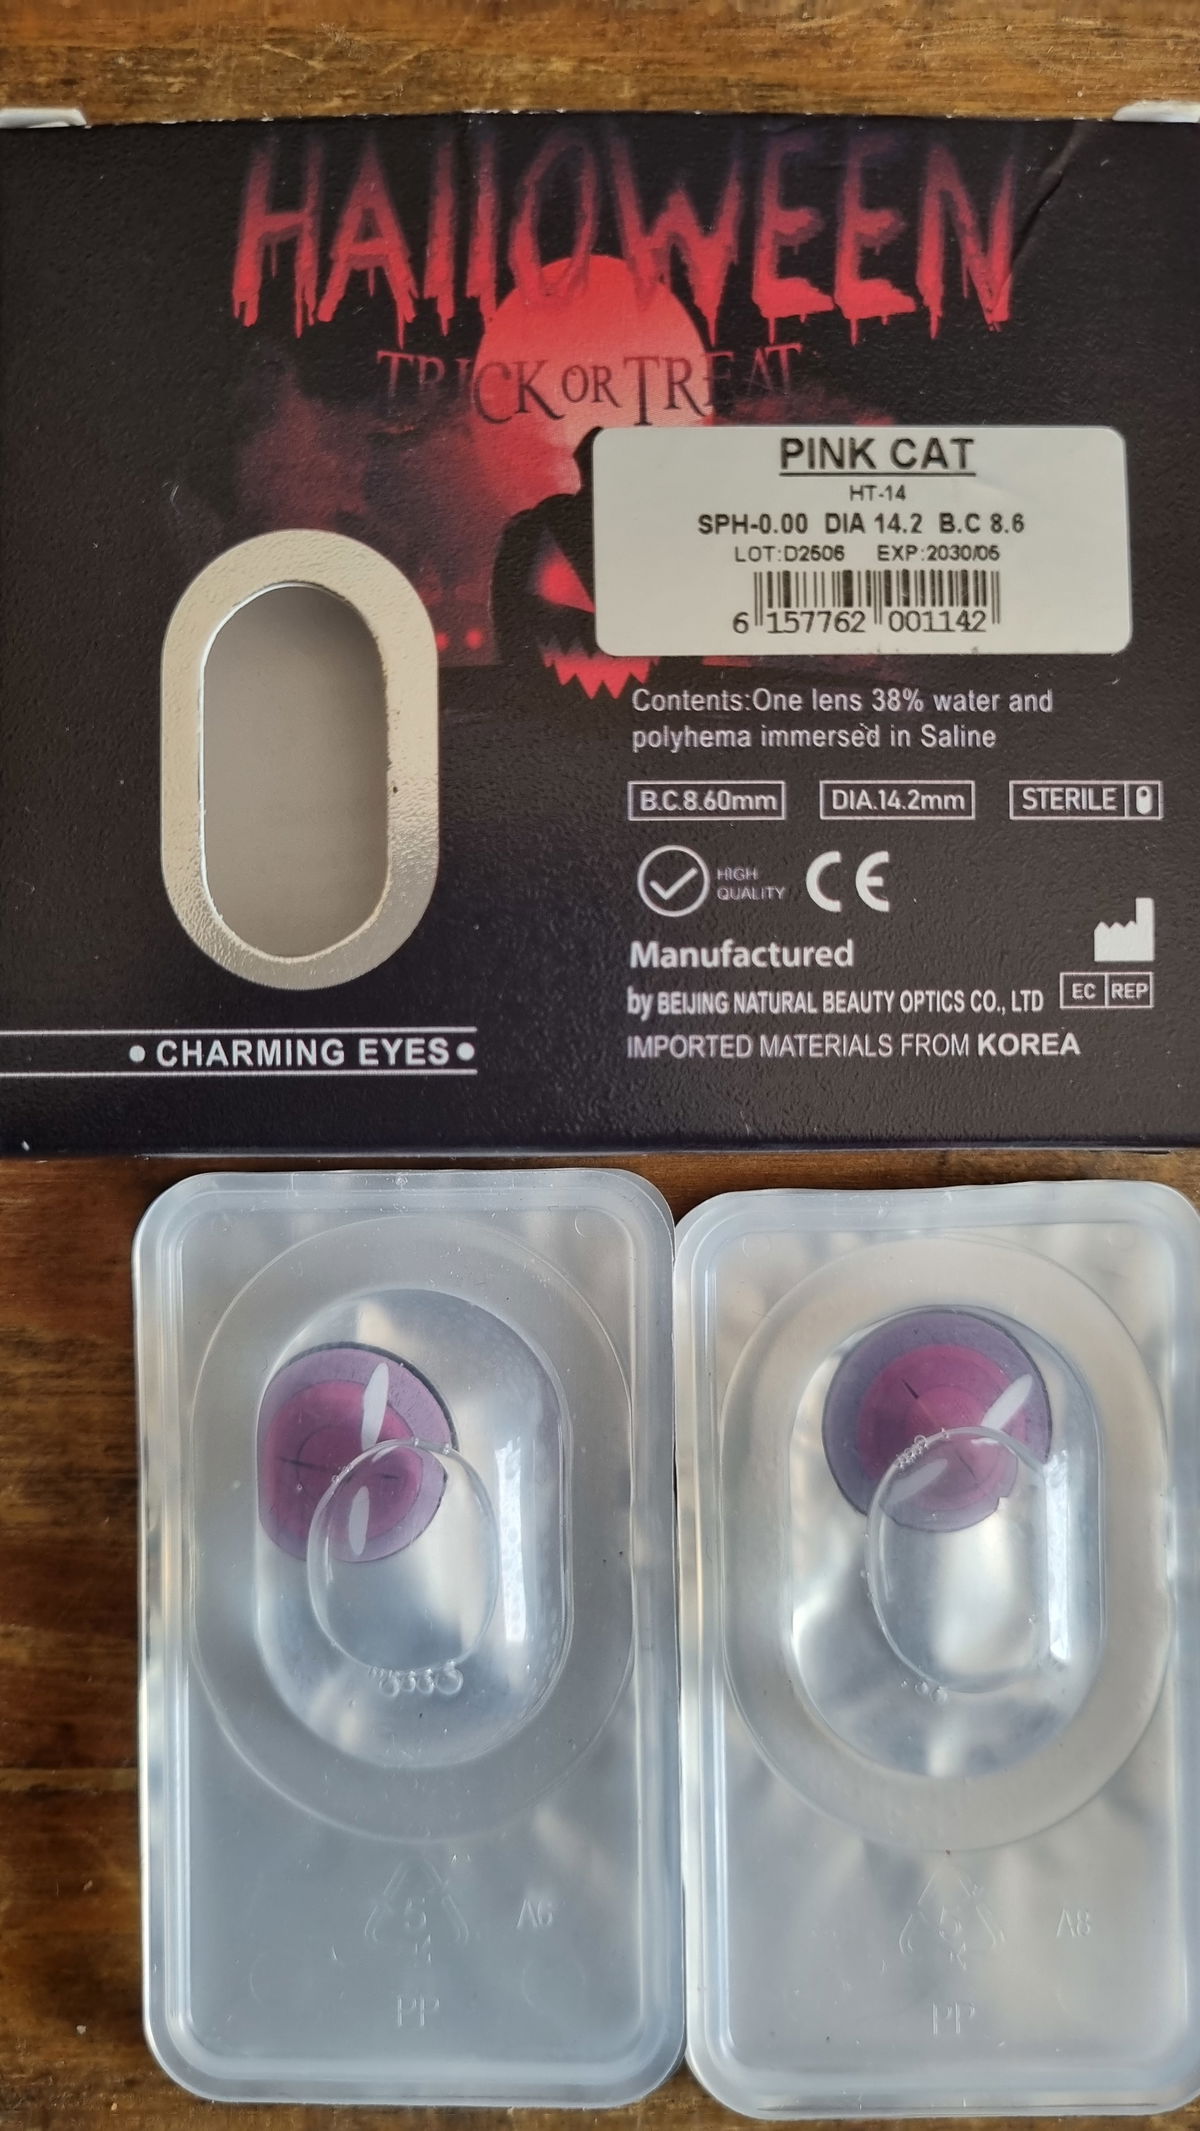 HAllOWEEN
TRICK OR TREAT
PINK CAT
HT-14
SPH-0.00 DIA 14.2 B.C 8.6
LOT:D2506 EXP:2030/05
6 157762 001142
Contents:One lens 38% water and
polyhema immersed in Saline
B.C.8.60mm DIA.14.2mm STERILE
HIGH
QUALITY
CE
Manufactured
by BEIJING NATURAL BEAUTY OPTICS CO., LTD
EC REP
IMPORTED MATERIALS FROM KOREA
• CHARMING EYES •
5
A6
PP
5
A8
PP